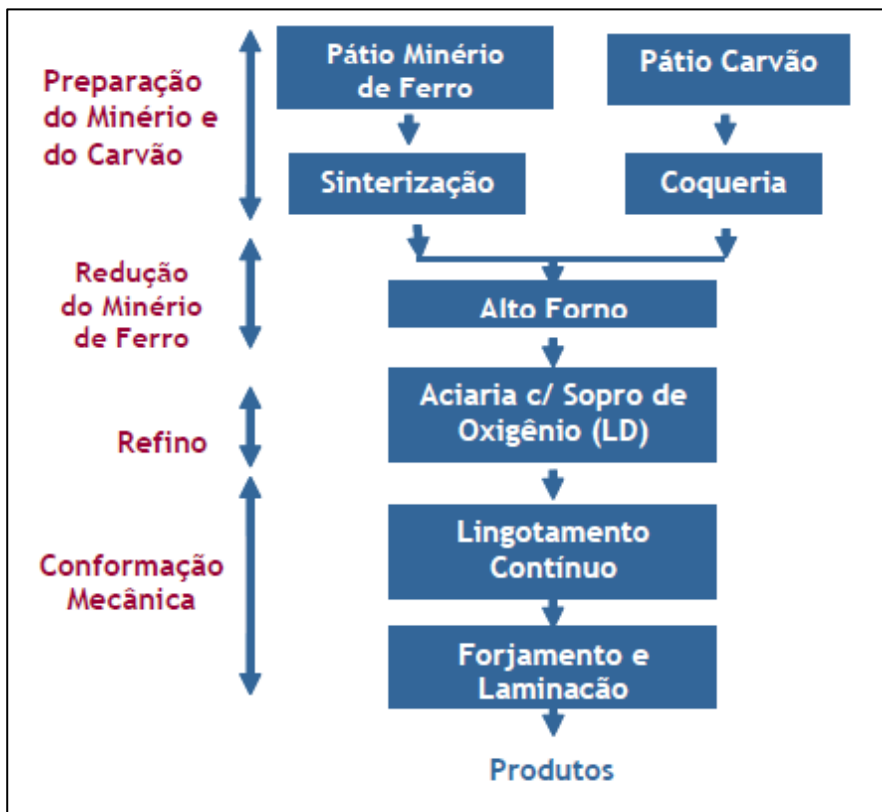 Preparação
do Minério e
do Carvão
Pátio Minério
de Ferro
Pátio Carvão
Sinterização
Coqueria
Redução
do Minério
de Ferro
Alto Forno
Refino
Aciaria c/ Sopro de
Oxigênio (LD)
Conformação
Mecânica
Lingotamento
Contínuo
Forjamento e
Laminacão
Produtos